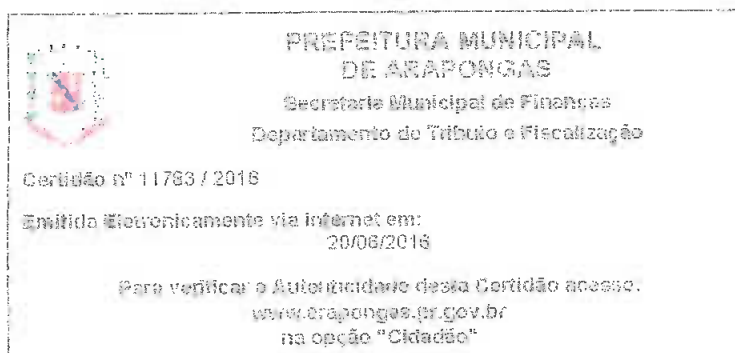 PREFEITURA MUNICIPAL
DE ARAPONGAS
Secretaria Municipal de Finanças
Departamento de Tributo e Fiscalização
Certidão nº 11793 / 2016
Emitida Eletronicamente via internet em:
20/06/2016
Para verificar a Autenticidade desta Certidão acesse:
www.arapongas.pr.gov.br
na opção "Cidadão"